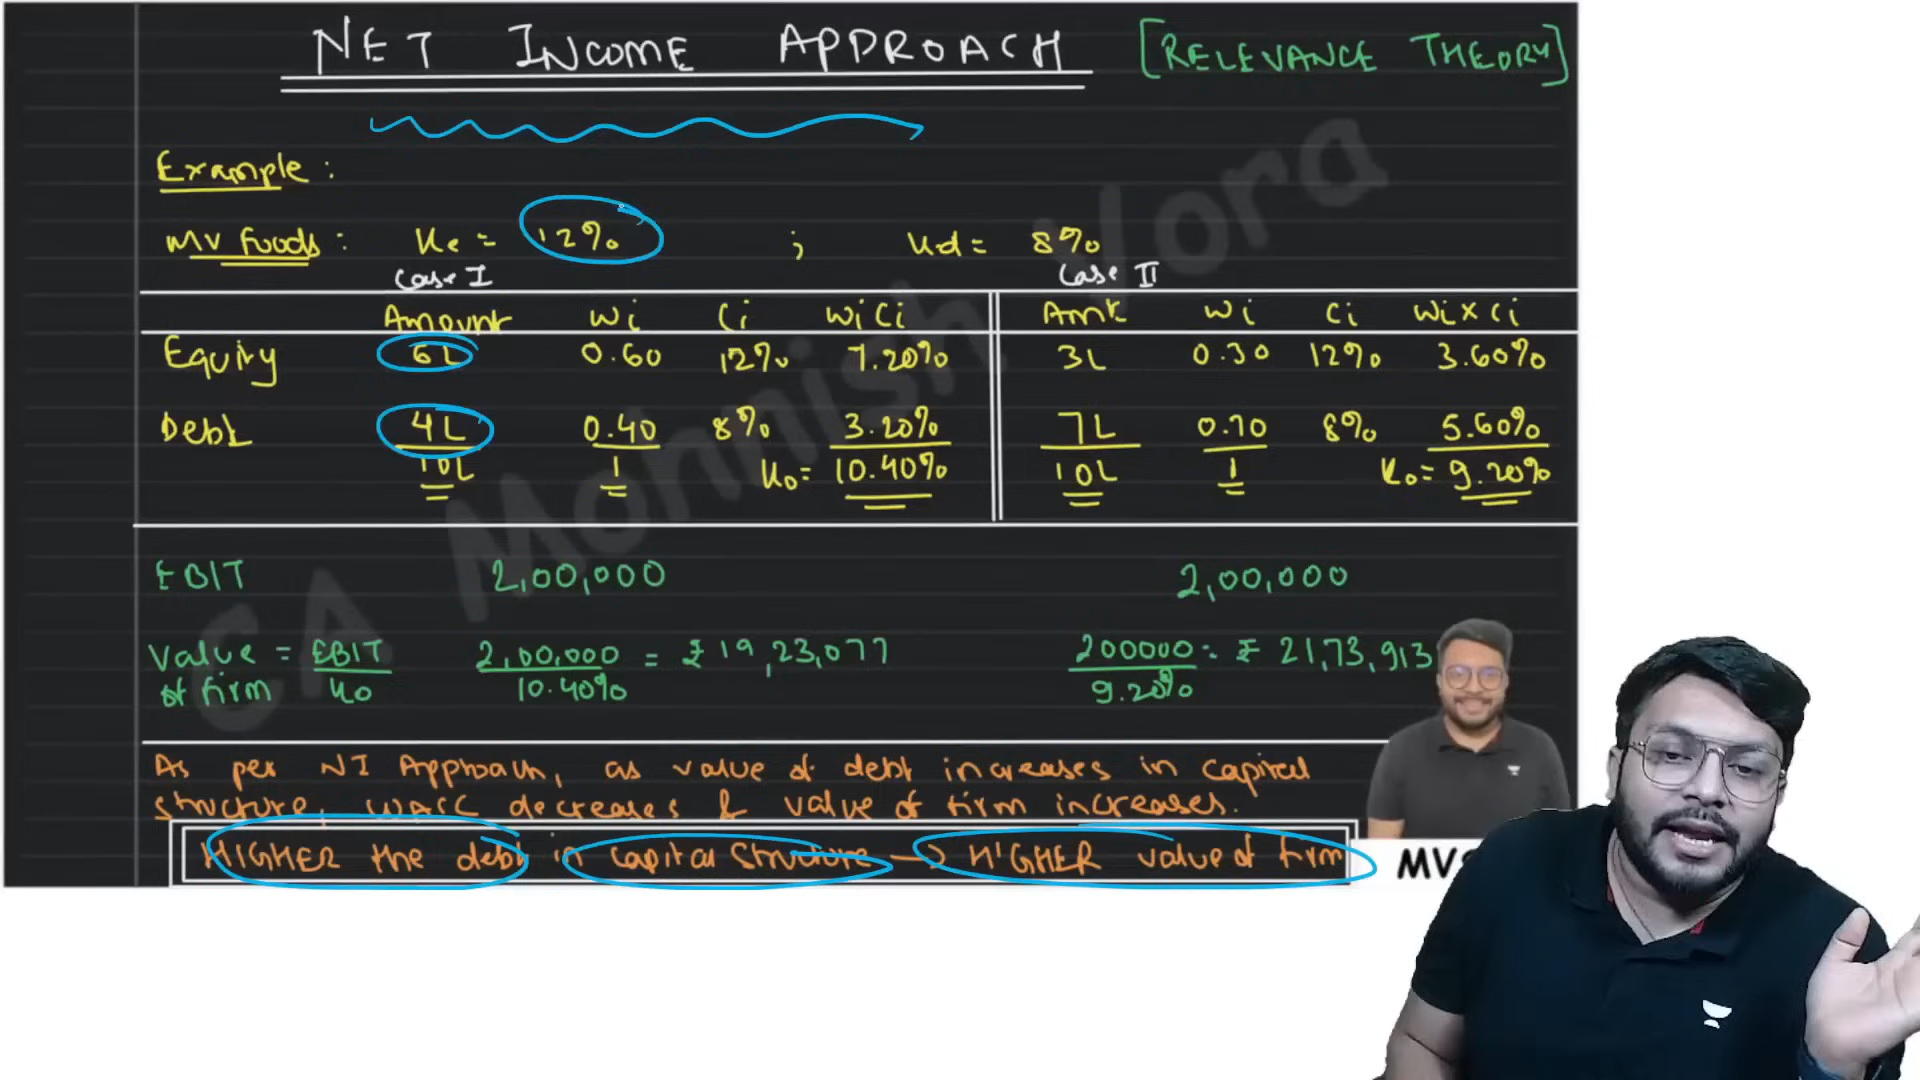 NET INCOME APPROACH [RELEVANCE THEORY]
Example :
MV Foods : Ke = 12% ; Kd = 8%
Case I Case II
Amount Wi Ci WiCi Amt Wi Ci Wi x Ci
Equity 6L 0.60 12% 7.20% 3L 0.30 12% 3.60%
Debt 4L 0.40 8% 3.20% 7L 0.70 8% 5.60%
10L 1 Ko = 10.40% 10L 1 Ko = 9.20%
EBIT 2,00,000 2,00,000
Value of firm = EBIT / Ko 2,00,000 / 10.40% = ₹ 19,23,077 200000 / 9.20% = ₹ 21,73,913
As per NI Approach, as value of debt increases in capital
structure, WACC decreases & value of firm increases.
HIGHER the debt in capital structure → HIGHER value of firm
CA Monnish Vora